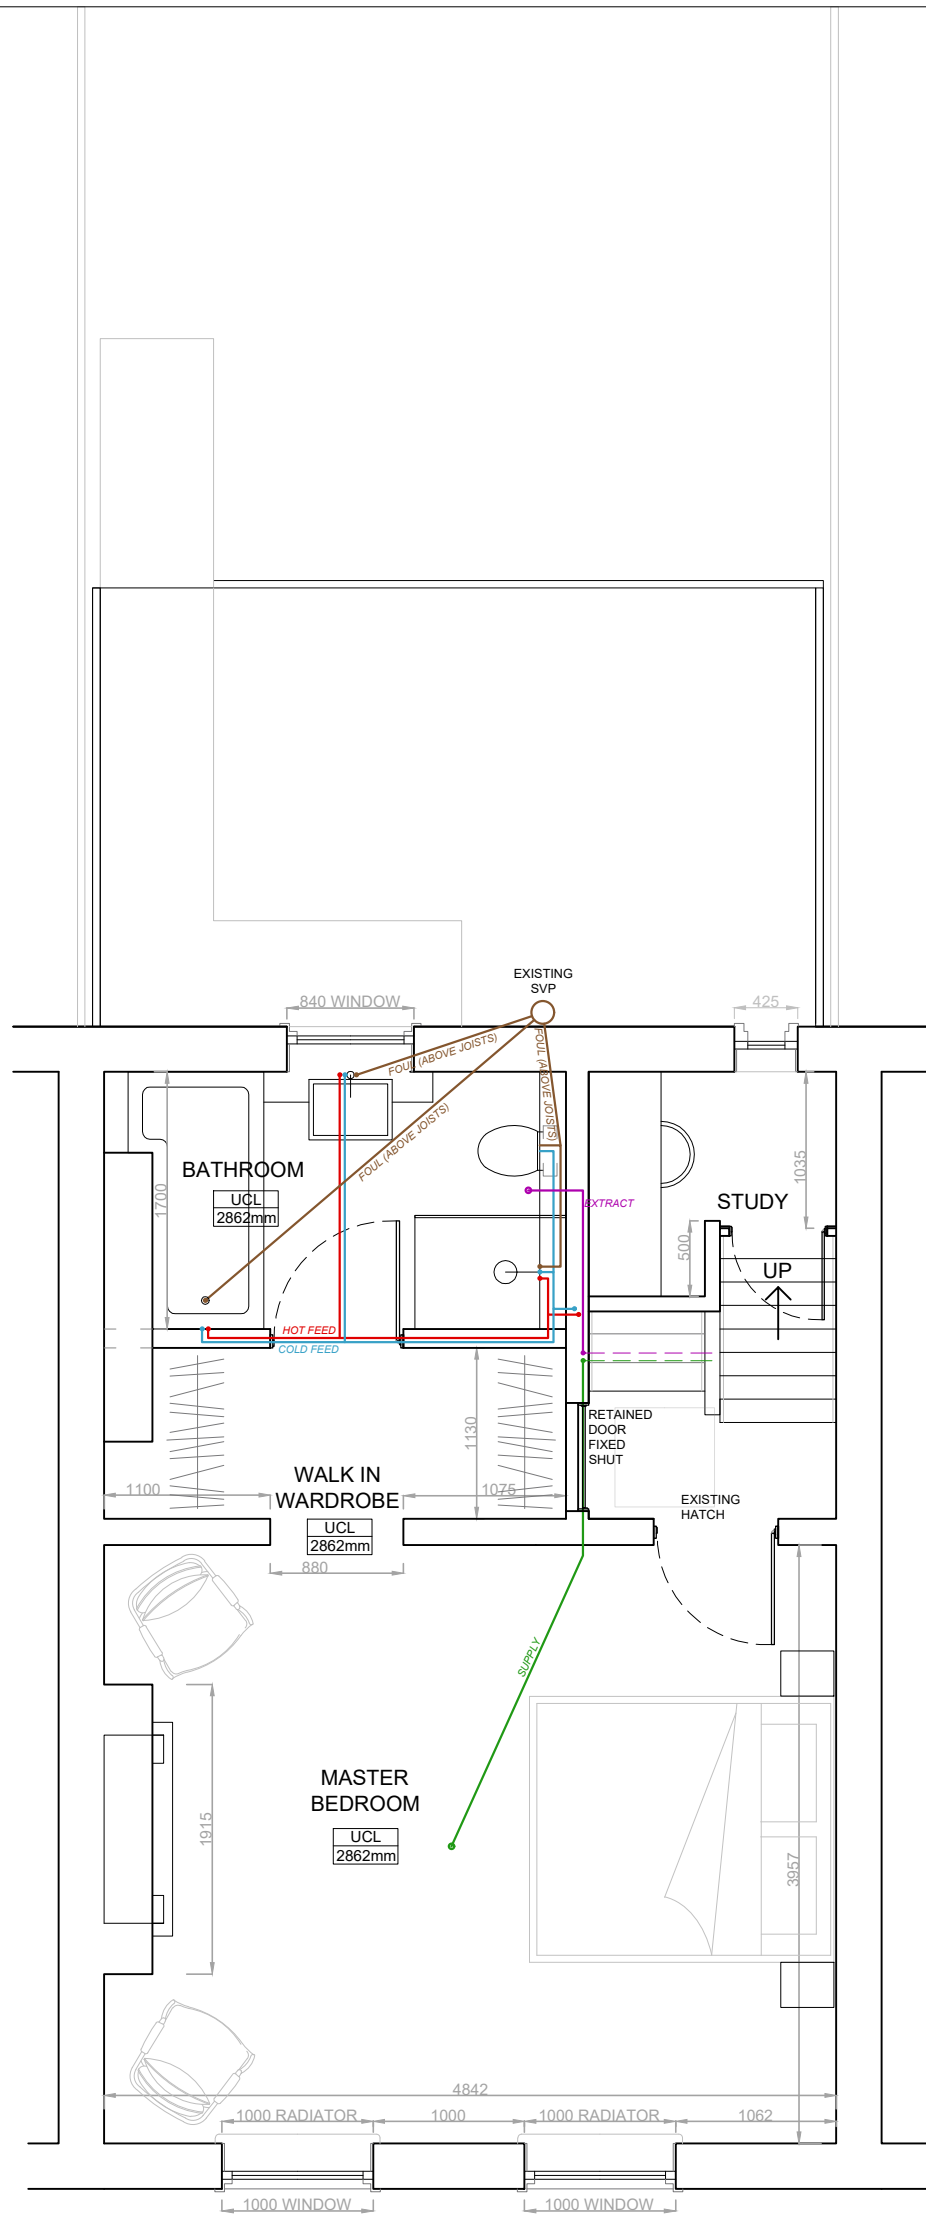 EXISTING
SVP
840 WINDOW
425
FOUL (ABOVE JOISTS)
FOUL (ABOVE JOISTS)
FOUL (ABOVE JOISTS)
BATHROOM
UCL
2862mm
1700
EXTRACT
STUDY
1035
500
UP
HOT FEED
COLD FEED
RETAINED
DOOR
FIXED
SHUT
1130
WALK IN
WARDROBE
1100
1075
UCL
2862mm
880
EXISTING
HATCH
SUPPLY
MASTER
BEDROOM
UCL
2862mm
1915
3957
4842
1000 RADIATOR
1000
1000 RADIATOR
1062
1000 WINDOW
1000 WINDOW